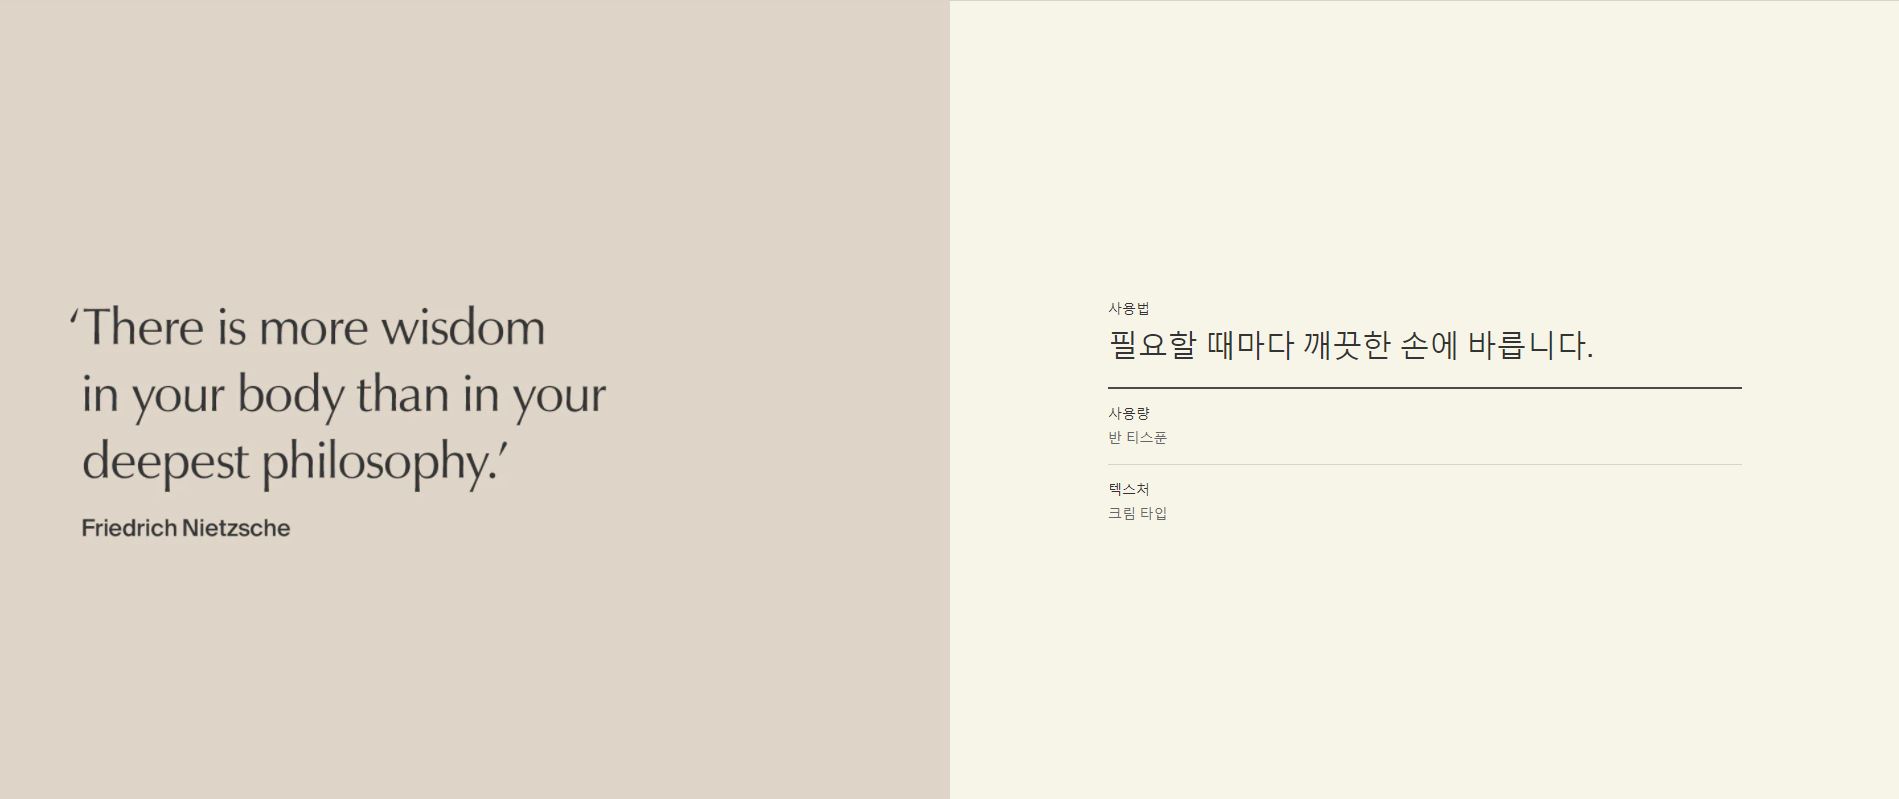 ‘There is more wisdom
in your body than in your
deepest philosophy.’
Friedrich Nietzsche
사용법
필요할 때마다 깨끗한 손에 바릅니다.
사용량
반 티스푼
텍스처
크림 타입